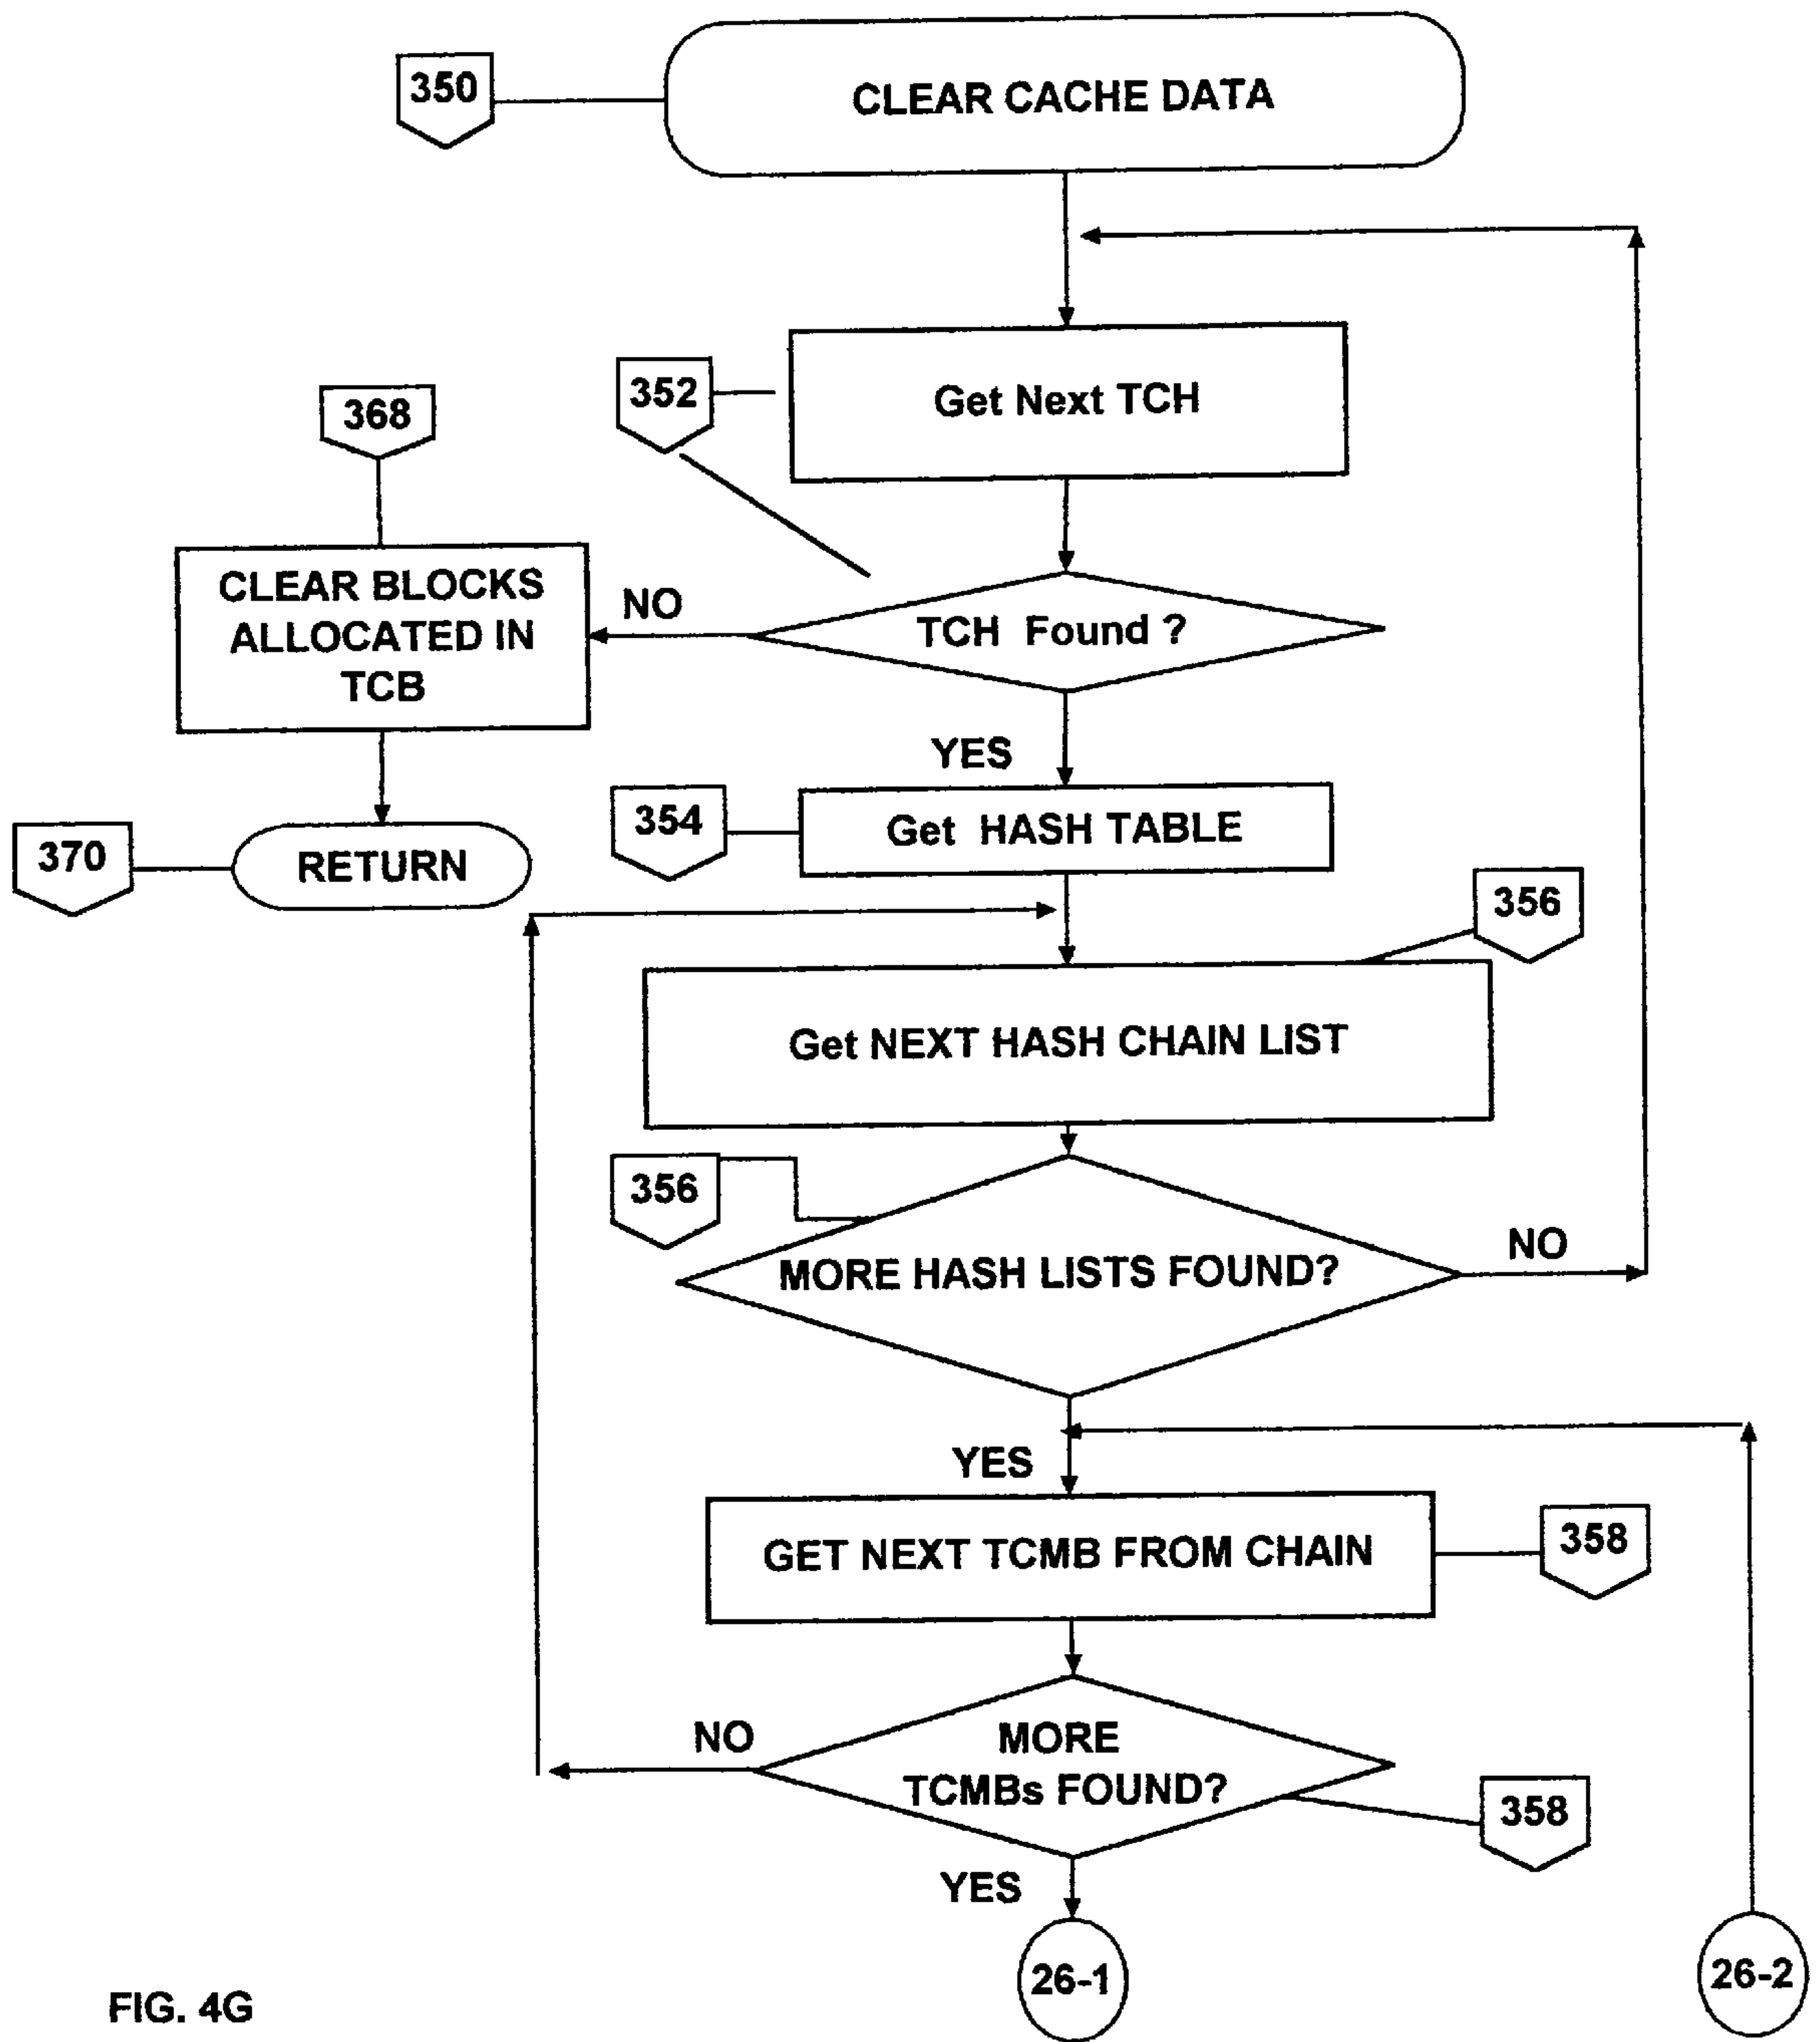 350
CLEAR CACHE DATA
352
Get Next TCH
368
CLEAR BLOCKS
ALLOCATED IN
TCB
NO
TCH Found ?
YES
354
Get HASH TABLE
370
RETURN
356
Get NEXT HASH CHAIN LIST
356
MORE HASH LISTS FOUND?
NO
YES
GET NEXT TCMB FROM CHAIN
358
NO
MORE
TCMBs FOUND?
358
YES
26-1
26-2
FIG. 4G